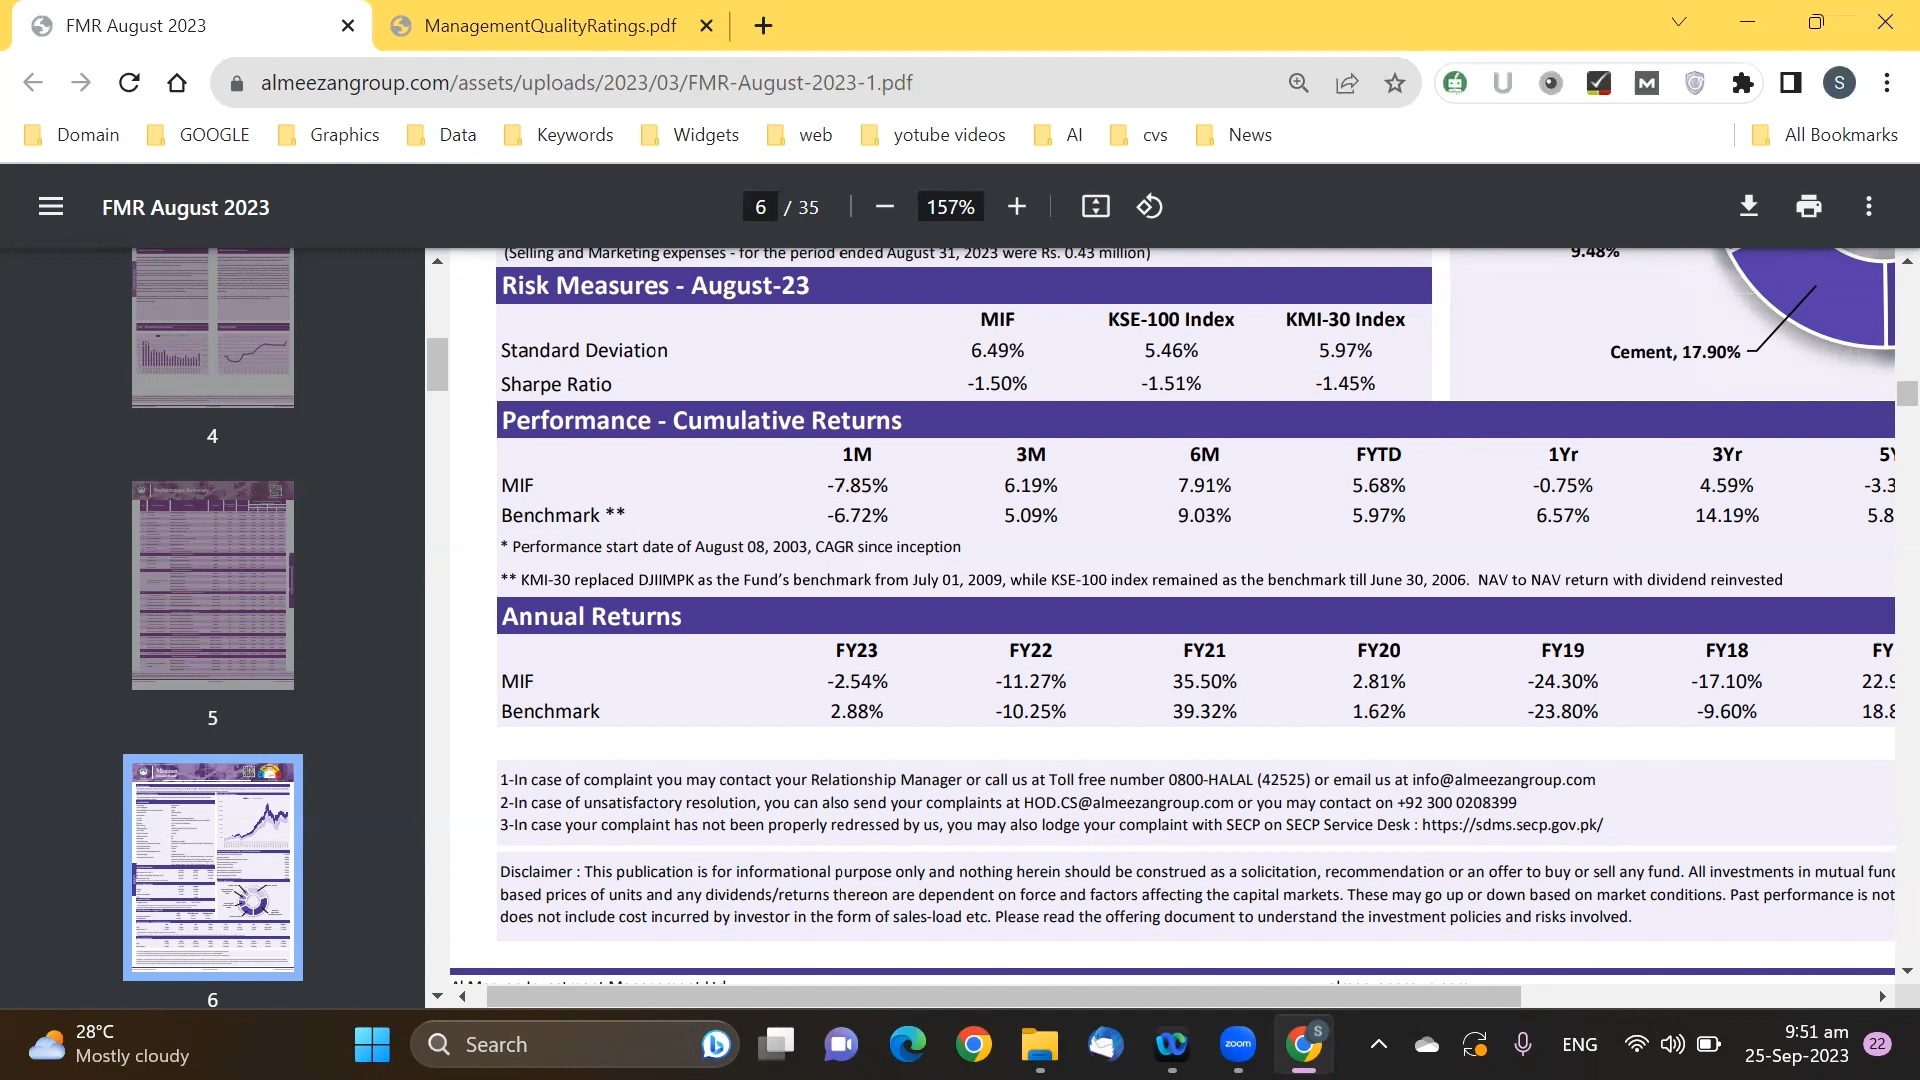 FMR August 2023
ManagementQualityRatings.pdf
almeezangroup.com/assets/uploads/2023/03/FMR-August-2023-1.pdf
S
Domain GOOGLE Graphics Data Keywords Widgets web yotube videos AI cvs News All Bookmarks
FMR August 2023 6 / 35 157%
(Selling and Marketing expenses - for the period ended August 31, 2023 were Rs. 0.43 million)
9.48%
Risk Measures - August-23
MIF KSE-100 Index KMI-30 Index
Standard Deviation 6.49% 5.46% 5.97%
Cement, 17.90%
Sharpe Ratio -1.50% -1.51% -1.45%
Performance - Cumulative Returns
1M 3M 6M FYTD 1Yr 3Yr 5Y
MIF -7.85% 6.19% 7.91% 5.68% -0.75% 4.59% -3.3
Benchmark ** -6.72% 5.09% 9.03% 5.97% 6.57% 14.19% 5.8
* Performance start date of August 08, 2003, CAGR since inception
** KMI-30 replaced DJIIMPK as the Fund's benchmark from July 01, 2009, while KSE-100 index remained as the benchmark till June 30, 2006. NAV to NAV return with dividend reinvested
Annual Returns
FY23 FY22 FY21 FY20 FY19 FY18 FY
MIF -2.54% -11.27% 35.50% 2.81% -24.30% -17.10% 22.9
Benchmark 2.88% -10.25% 39.32% 1.62% -23.80% -9.60% 18.8
1-In case of complaint you may contact your Relationship Manager or call us at Toll free number 0800-HALAL (42525) or email us at info@almeezangroup.com
2-In case of unsatisfactory resolution, you can also send your complaints at HOD.CS@almeezangroup.com or you may contact on +92 300 0208399
3-In case your complaint has not been properly redressed by us, you may also lodge your complaint with SECP on SECP Service Desk : https://sdms.secp.gov.pk/
Disclaimer : This publication is for informational purpose only and nothing herein should be construed as a solicitation, recommendation or an offer to buy or sell any fund. All investments in mutual fund
based prices of units and any dividends/returns thereon are dependent on force and factors affecting the capital markets. These may go up or down based on market conditions. Past performance is not
does not include cost incurred by investor in the form of sales-load etc. Please read the offering document to understand the investment policies and risks involved.
4
5
6
28°C
Mostly cloudy
Search
zoom
S
ENG
9:51 am
25-Sep-2023
22